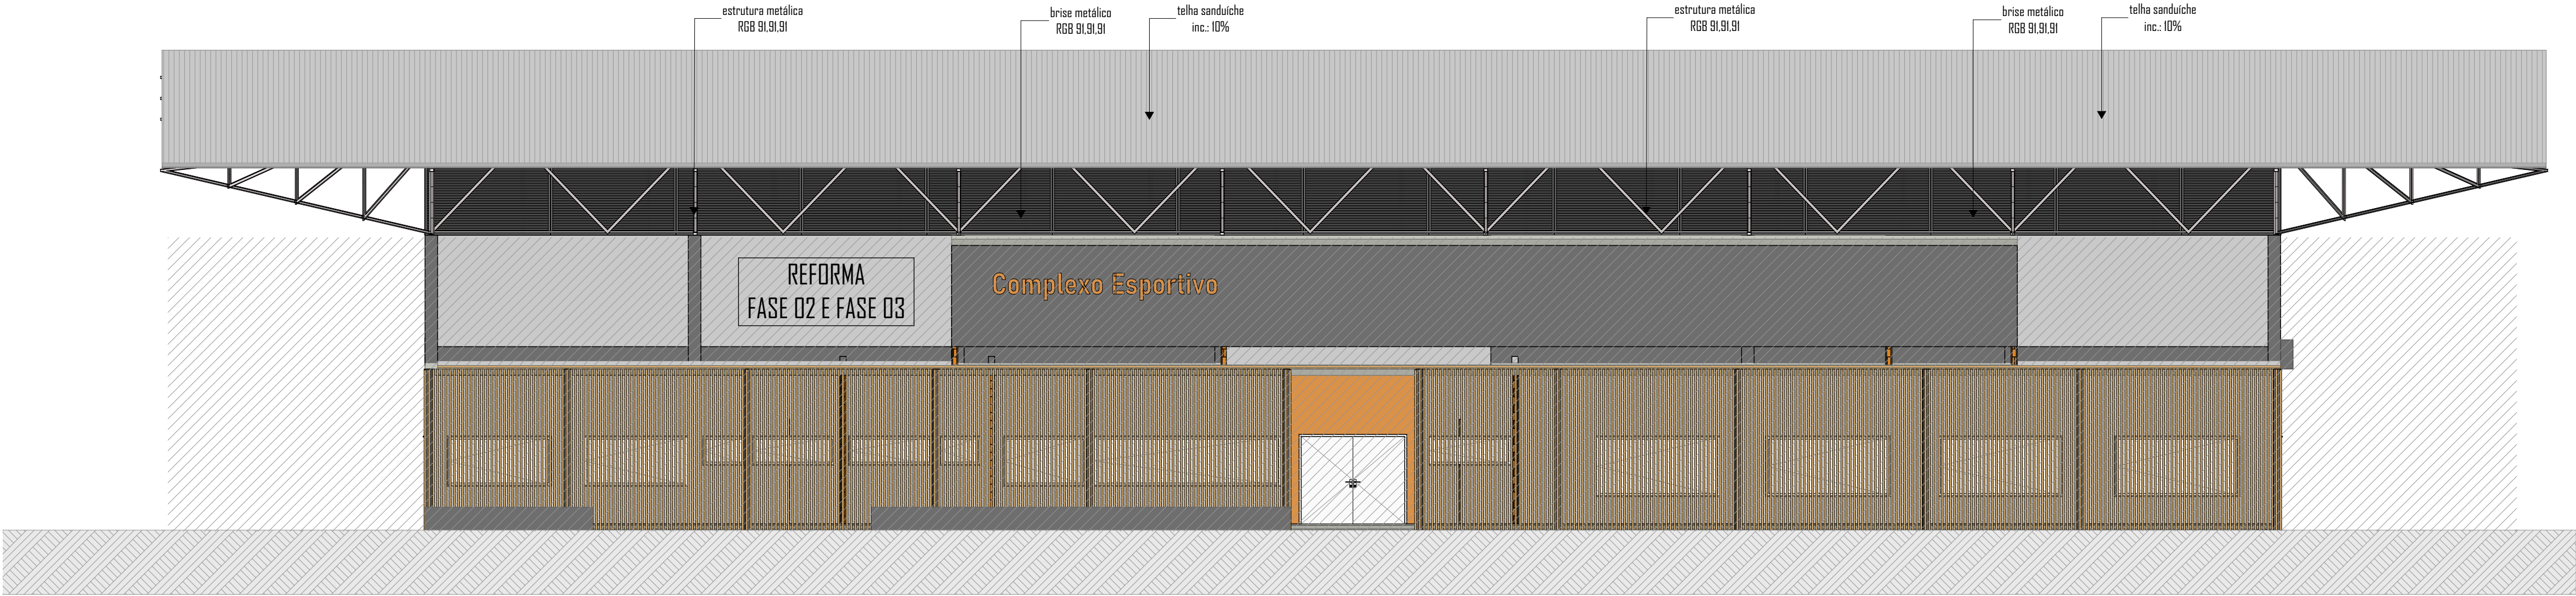 estrutura metálica
RGB 91,91,91
brise metálico
RGB 91,91,91
telha sanduíche
inc.: 10%
estrutura metálica
RGB 91,91,91
brise metálico
RGB 91,91,91
telha sanduíche
inc.: 10%
REFORMA
FASE 02 E FASE 03
Complexo Esportivo